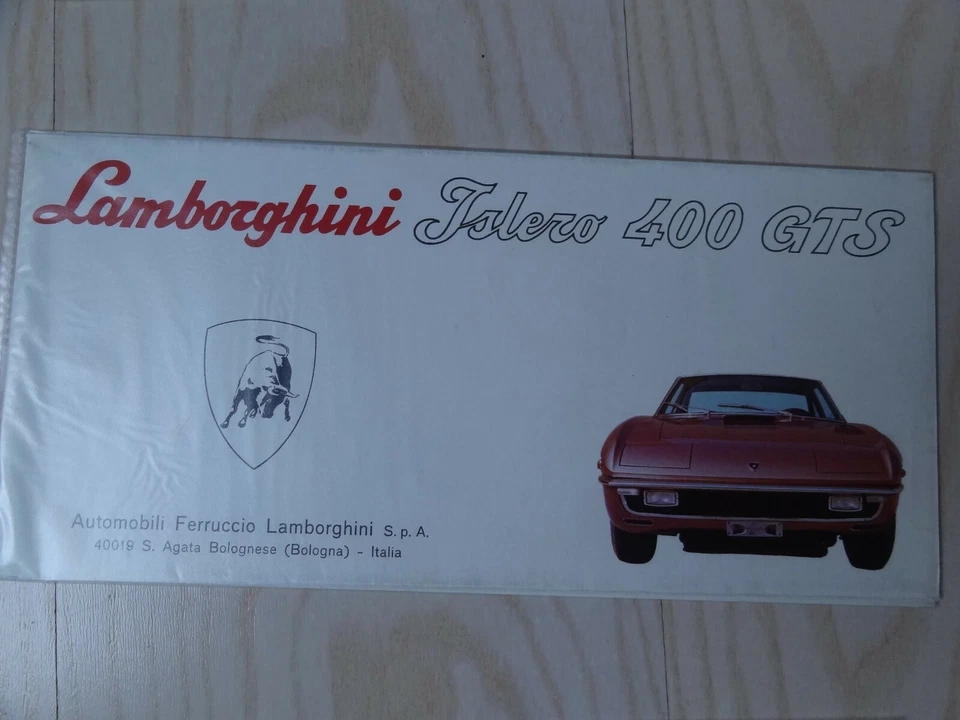 Lamborghini Islero 400 GTS
Automobili Ferruccio Lamborghini S.p.A.
40019 S. Agata Bolognese (Bologna) - Italia